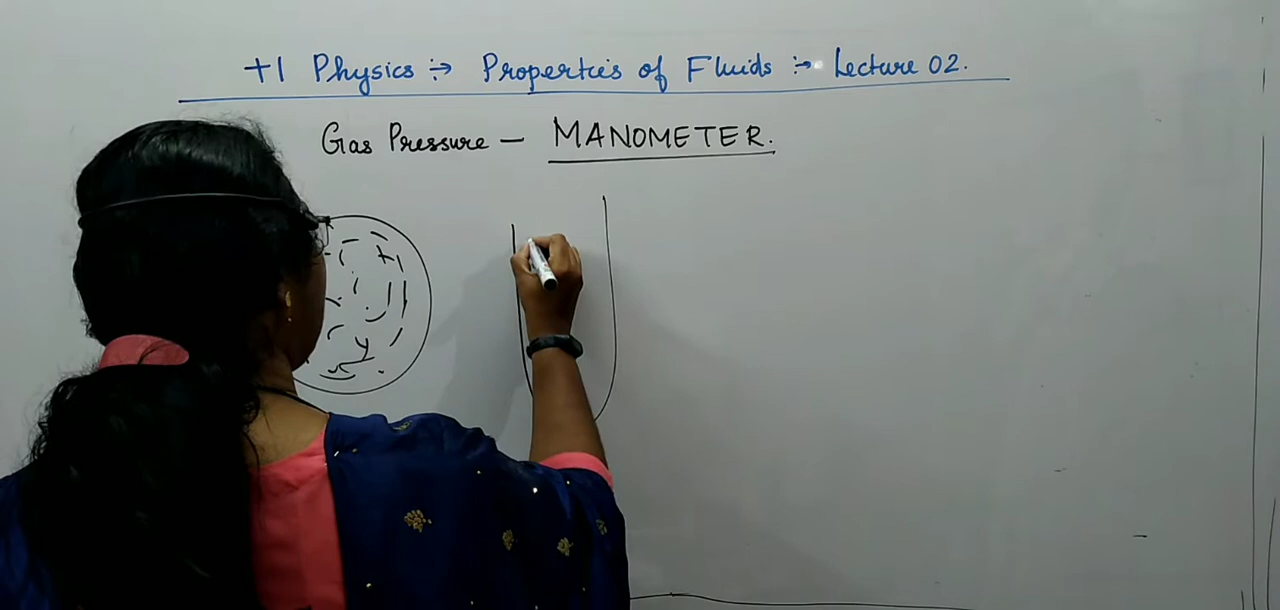 +1 Physics :-> Properties of Fluids :-> Lecture 02.
Gas Pressure - MANOMETER.